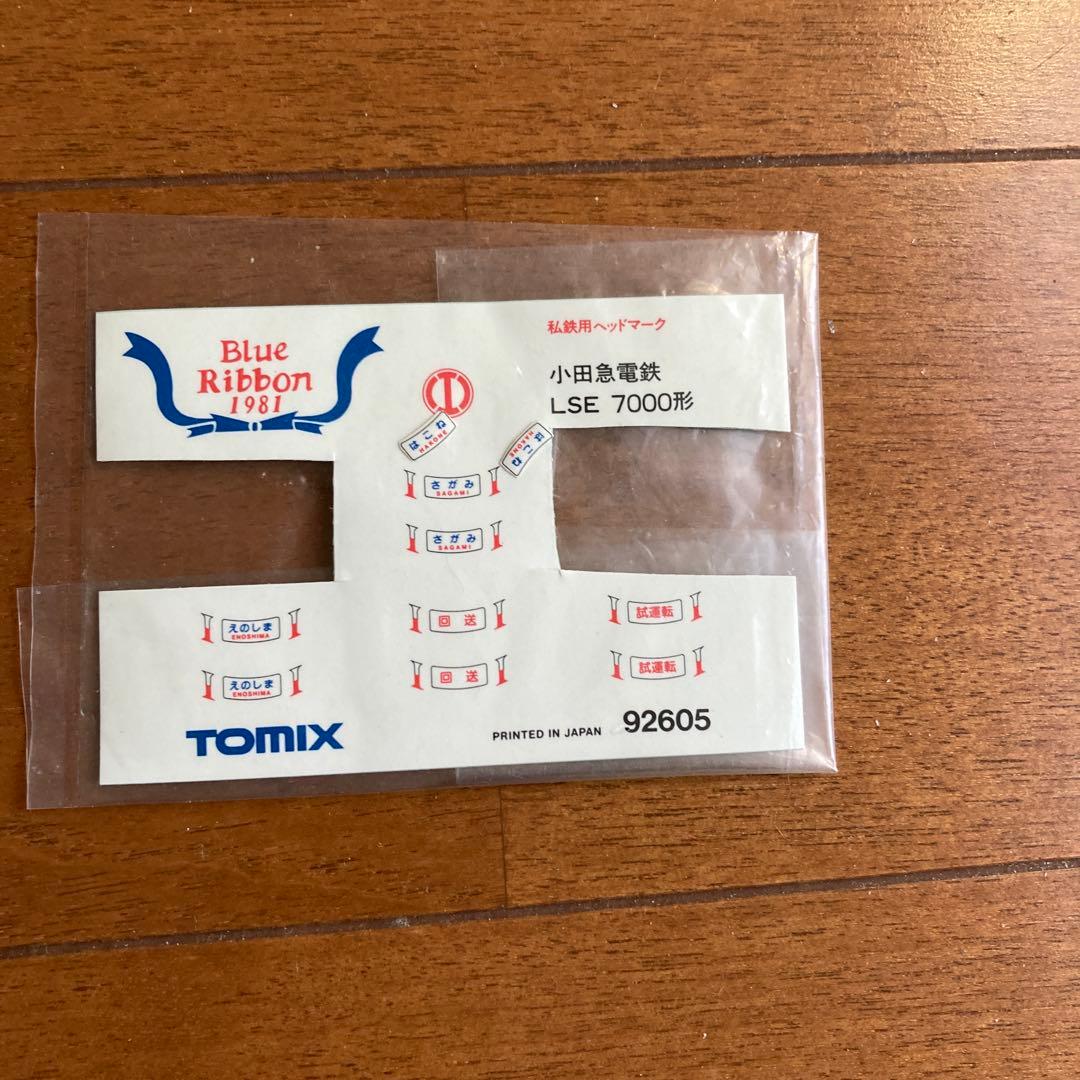 Blue
Ribbon
1981
私鉄用ヘッドマーク
小田急電鉄
LSE 7000形
はこね
HAKONE
はこね
HAKONE
さがみ
SAGAMI
さがみ
SAGAMI
えのしま
ENOSHIMA
回送
試運転
えのしま
ENOSHIMA
回送
試運転
TOMIX
PRINTED IN JAPAN
92605